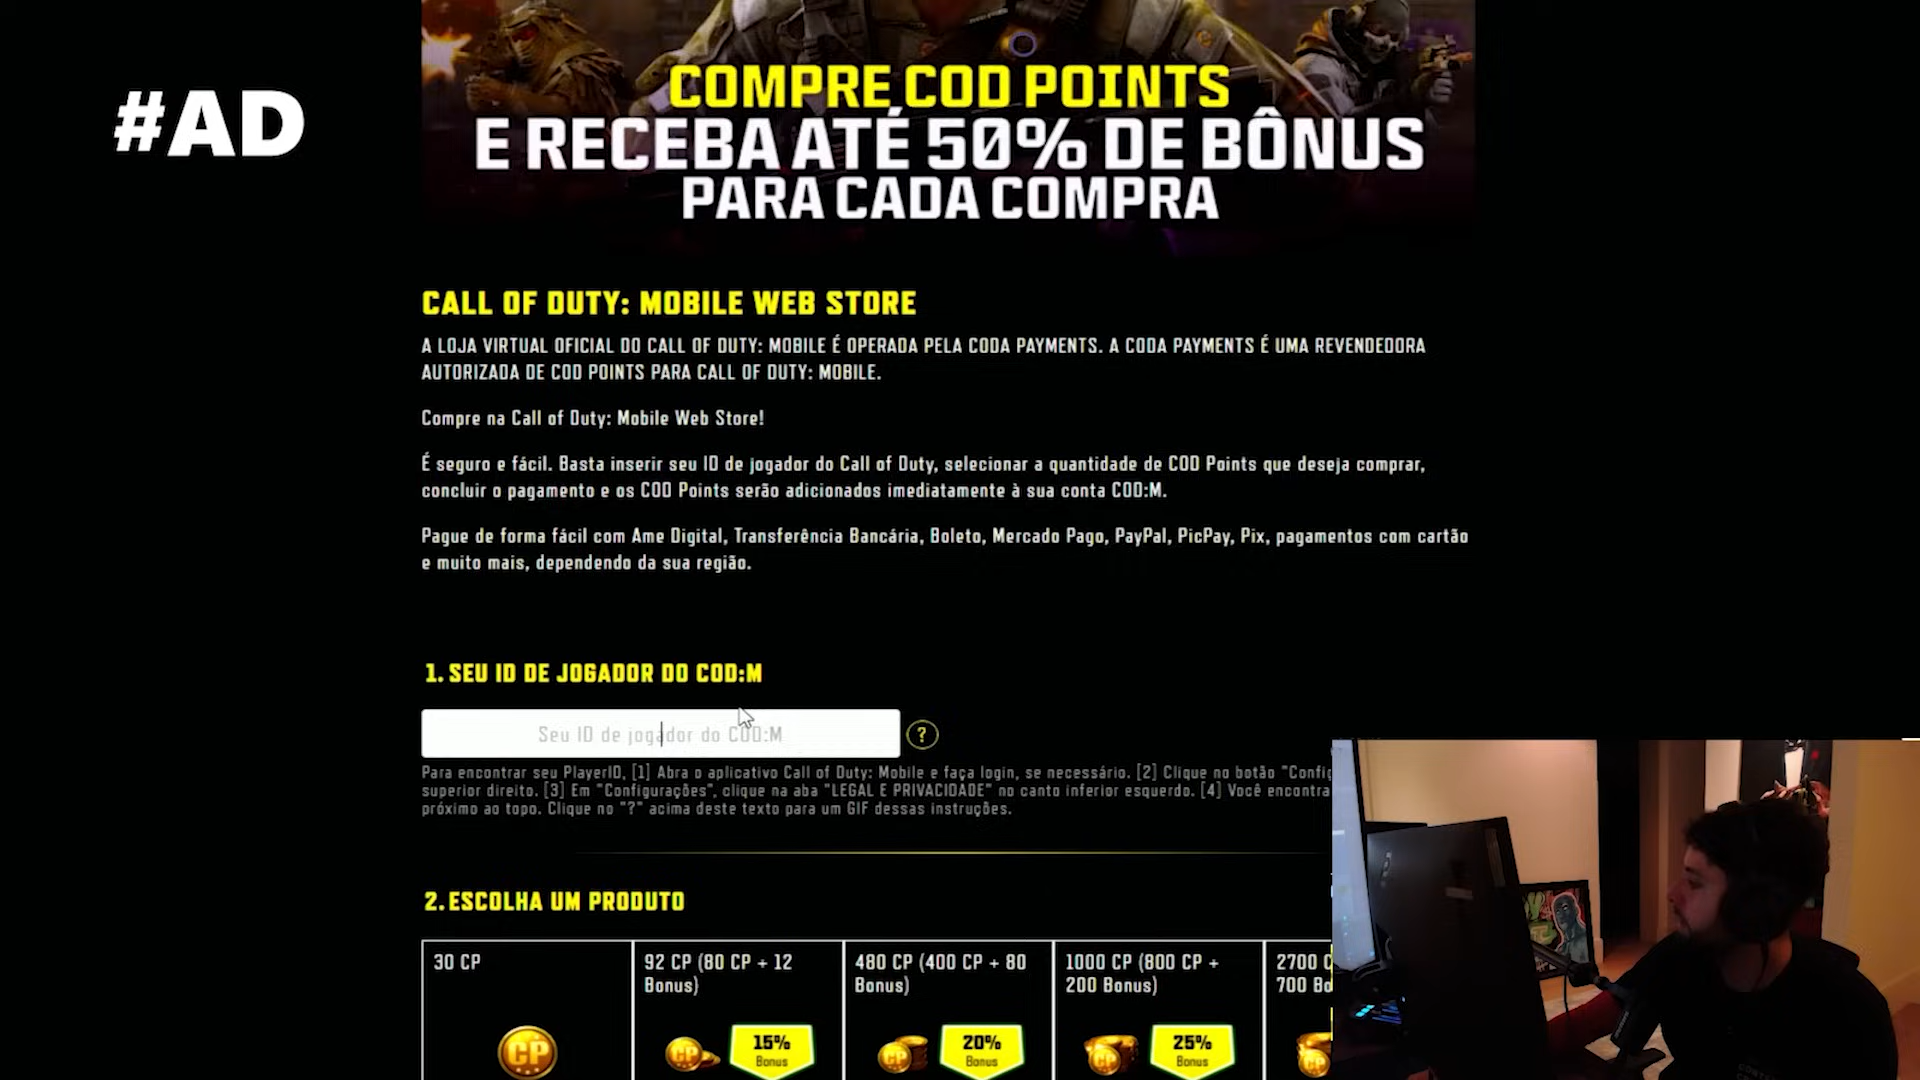 #AD
COMPRE COD POINTS
E RECEBA ATÉ 50% DE BÔNUS
PARA CADA COMPRA
CALL OF DUTY: MOBILE WEB STORE
A LOJA VIRTUAL OFICIAL DO CALL OF DUTY: MOBILE É OPERADA PELA CODA PAYMENTS. A CODA PAYMENTS É UMA REVENDEDORA
AUTORIZADA DE COD POINTS PARA CALL OF DUTY: MOBILE.
Compre na Call of Duty: Mobile Web Store!
É seguro e fácil. Basta inserir seu ID de jogador do Call of Duty, selecionar a quantidade de COD Points que deseja comprar,
concluir o pagamento e os COD Points serão adicionados imediatamente à sua conta COD:M.
Pague de forma fácil com Ame Digital, Transferência Bancária, Boleto, Mercado Pago, PayPal, PicPay, Pix, pagamentos com cartão
e muito mais, dependendo da sua região.
1. SEU ID DE JOGADOR DO COD:M
Seu ID de jogador do COD:M
?
Para encontrar seu PlayerID, [1] Abra o aplicativo Call of Duty: Mobile e faça login, se necessário. [2] Clique no botão "Config
superior direito. [3] Em "Configurações", clique na aba "LEGAL E PRIVACIDADE" no canto inferior esquerdo. [4] Você encontra
próximo ao topo. Clique no "?" acima deste texto para um GIF dessas instruções.
2. ESCOLHA UM PRODUTO
30 CP
CP
92 CP (80 CP + 12
Bonus)
15%
Bonus
480 CP (400 CP + 80
Bonus)
20%
Bonus
1000 CP (800 CP +
200 Bonus)
25%
Bonus
2700 C
700 Bo